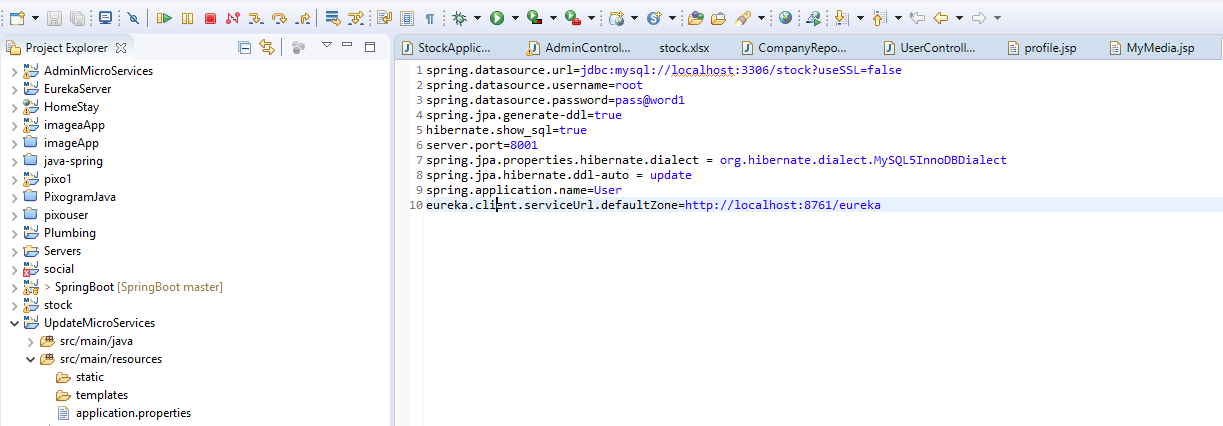 Project Explorer
StockApplic...
AdminControl...
stock.xlsx
CompanyRepo...
UserControll...
profile.jsp
MyMedia.jsp
AdminMicroServices
EurekaServer
HomeStay
imageaApp
imageApp
java-spring
pixo1
PixogramJava
pixouser
Plumbing
Servers
social
> SpringBoot [SpringBoot master]
stock
UpdateMicroServices
src/main/java
src/main/resources
static
templates
application.properties
1 spring.datasource.url=jdbc:mysql://localhost:3306/stock?useSSL=false
2 spring.datasource.username=root
3 spring.datasource.password=pass@word1
4 spring.jpa.generate-ddl=true
5 hibernate.show_sql=true
6 server.port=8001
7 spring.jpa.properties.hibernate.dialect = org.hibernate.dialect.MySQL5InnoDBDialect
8 spring.jpa.hibernate.ddl-auto = update
9 spring.application.name=User
10 eureka.client.serviceUrl.defaultZone=http://localhost:8761/eureka